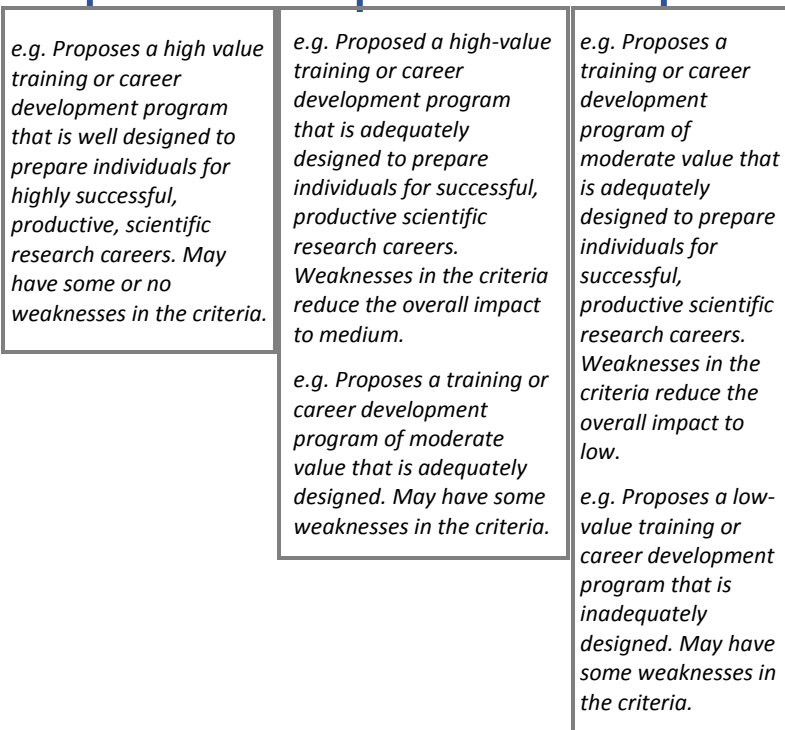 e.g. Proposes a high value
training or career
development program
that is well designed to
prepare individuals for
highly successful,
productive, scientific
research careers. May
have some or no
weaknesses in the criteria.
e.g. Proposed a high-value
training or career
development program
that is adequately
designed to prepare
individuals for successful,
productive scientific
research careers.
Weaknesses in the criteria
reduce the overall impact
to medium.
e.g. Proposes a training or
career development
program of moderate
value that is adequately
designed. May have some
weaknesses in the criteria.
e.g. Proposes a
training or career
development
program of
moderate value that
is adequately
designed to prepare
individuals for
successful,
productive scientific
research careers.
Weaknesses in the
criteria reduce the
overall impact to
low.
e.g. Proposes a low-
value training or
career development
program that is
inadequately
designed. May have
some weaknesses in
the criteria.